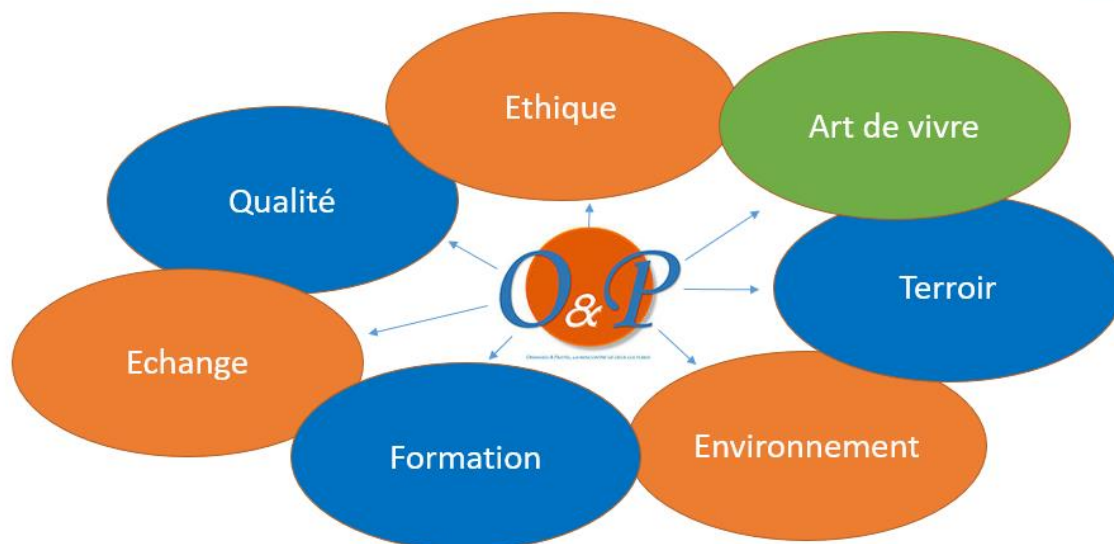 Ethique
Art de vivre
Qualité
Terroir
O&P
Echange
Environnement
Formation